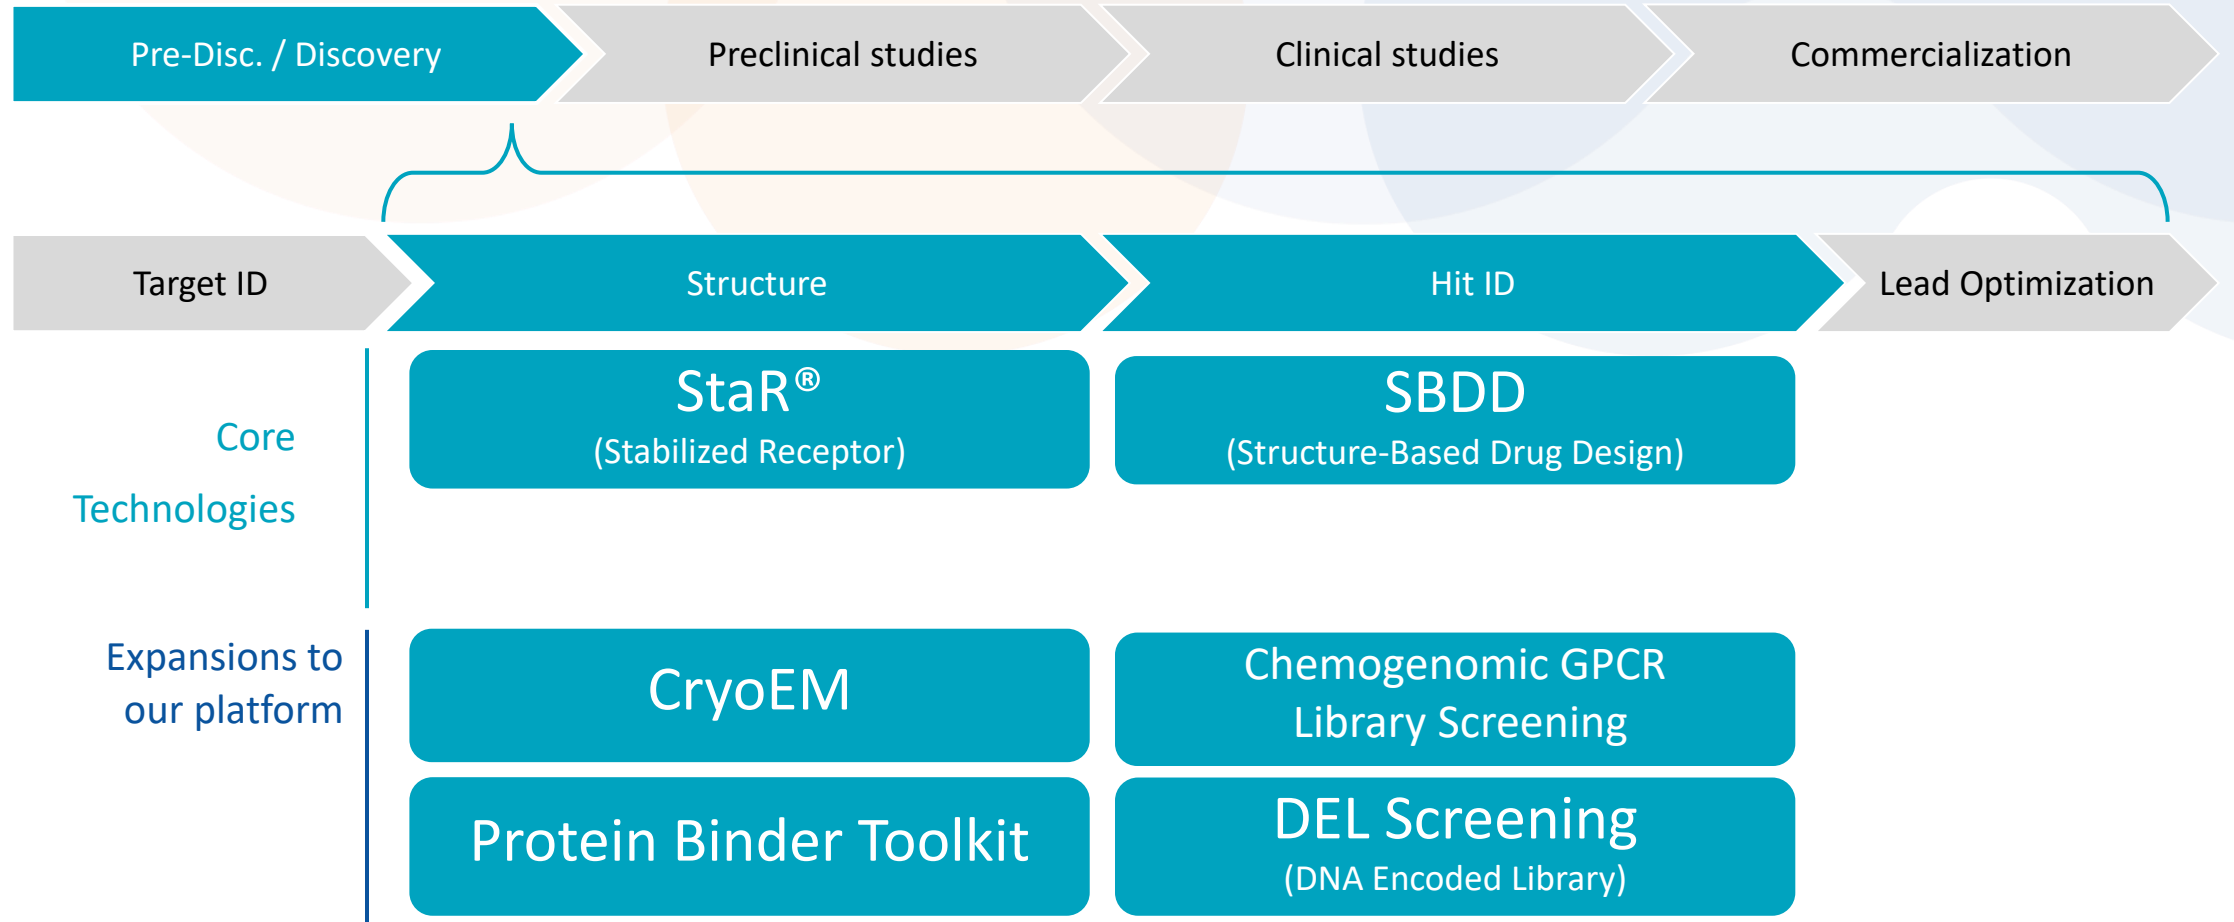 Pre-Disc. / Discovery
Preclinical studies
Clinical studies
Commercialization
Target ID
Structure
Hit ID
Lead Optimization
Core
Technologies
StaR®
(Stabilized Receptor)
SBDD
(Structure-Based Drug Design)
Expansions to
our platform
CryoEM
Chemogenomic GPCR
Library Screening
Protein Binder Toolkit
DEL Screening
(DNA Encoded Library)